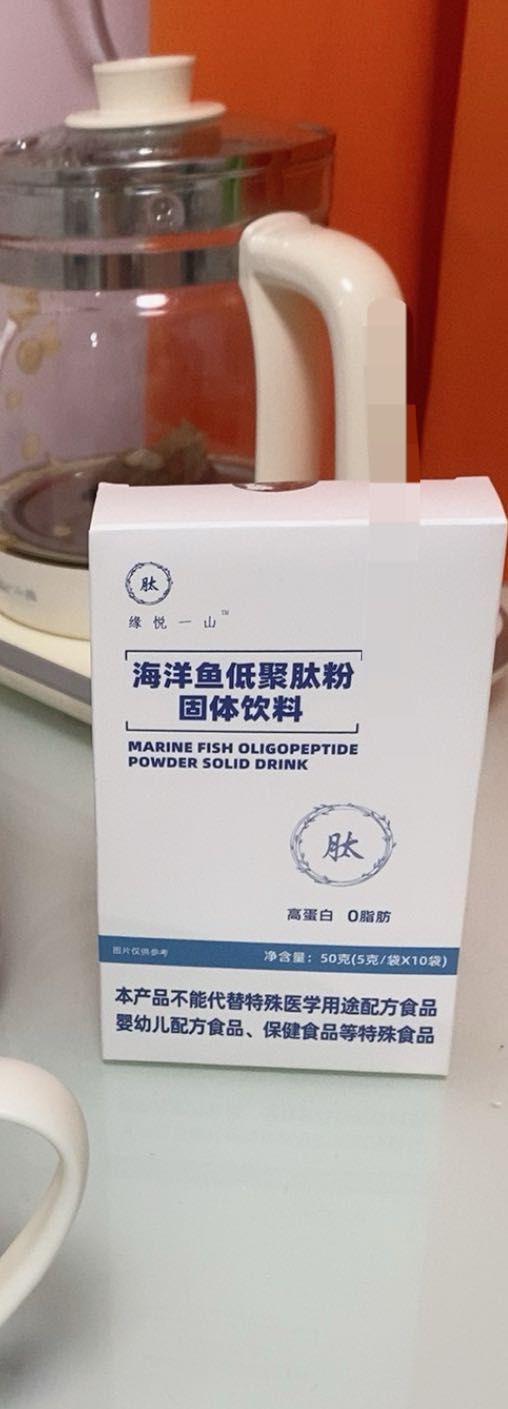 肽
缘悦一山™
海洋鱼低聚肽粉
固体饮料
MARINE FISH OLIGOPEPTIDE
POWDER SOLID DRINK
肽
高蛋白 0脂肪
图片仅供参考 净含量：50克(5克/袋X10袋)
本产品不能代替特殊医学用途配方食品
婴幼儿配方食品、保健食品等特殊食品